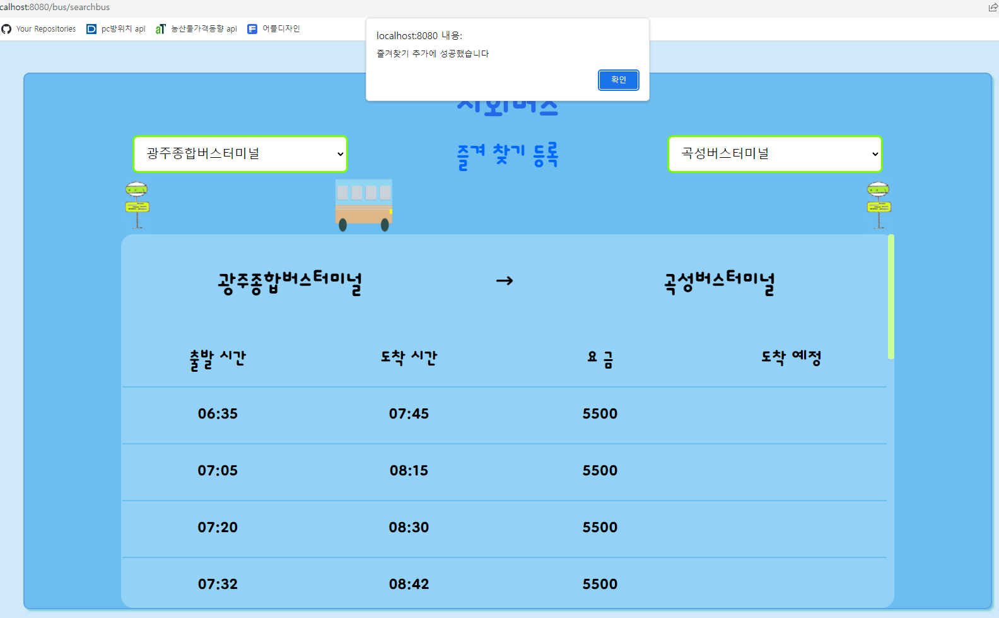 calhost:8080/bus/searchbus
Your Repositories
pc방위치 api
aT 농산물가격동향 api
어플디자인
localhost:8080 내용:
즐겨찾기 추가에 성공했습니다
확인
시외버스
광주종합버스터미널
즐겨 찾기 등록
곡성버스터미널
광주종합버스터미널 → 곡성버스터미널
출발 시간 도착 시간 요 금 도착 예정
06:35 07:45 5500
07:05 08:15 5500
07:20 08:30 5500
07:32 08:42 5500